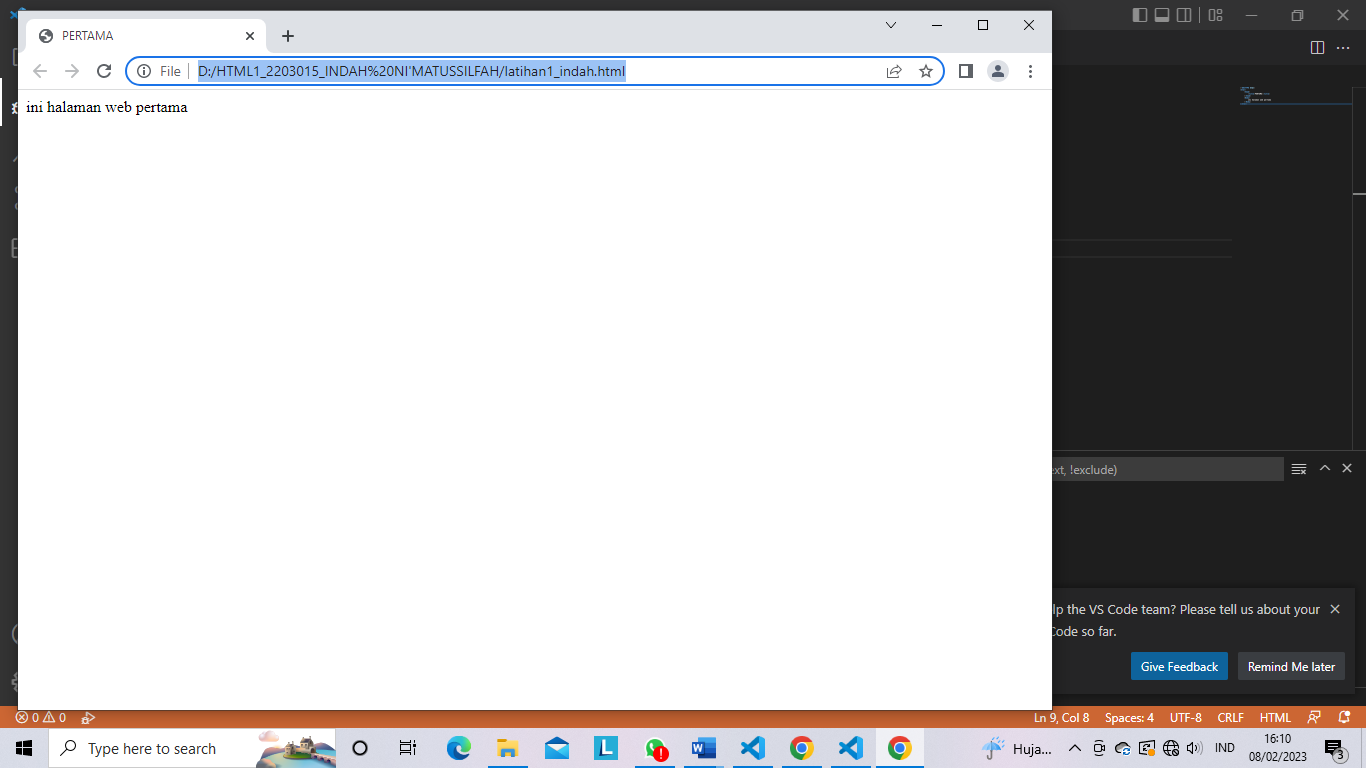 PERTAMA
File
D:/HTML1_2203015_INDAH%20NI'MATUSSILFAH/latihan1_indah.html
ini halaman web pertama
ext, !exclude)
lp the VS Code team? Please tell us about your
Code so far.
Give Feedback
Remind Me later
0 0
Ln 9, Col 8 Spaces: 4 UTF-8 CRLF HTML
Type here to search
L
Huja...
IND
16:10
08/02/2023
3